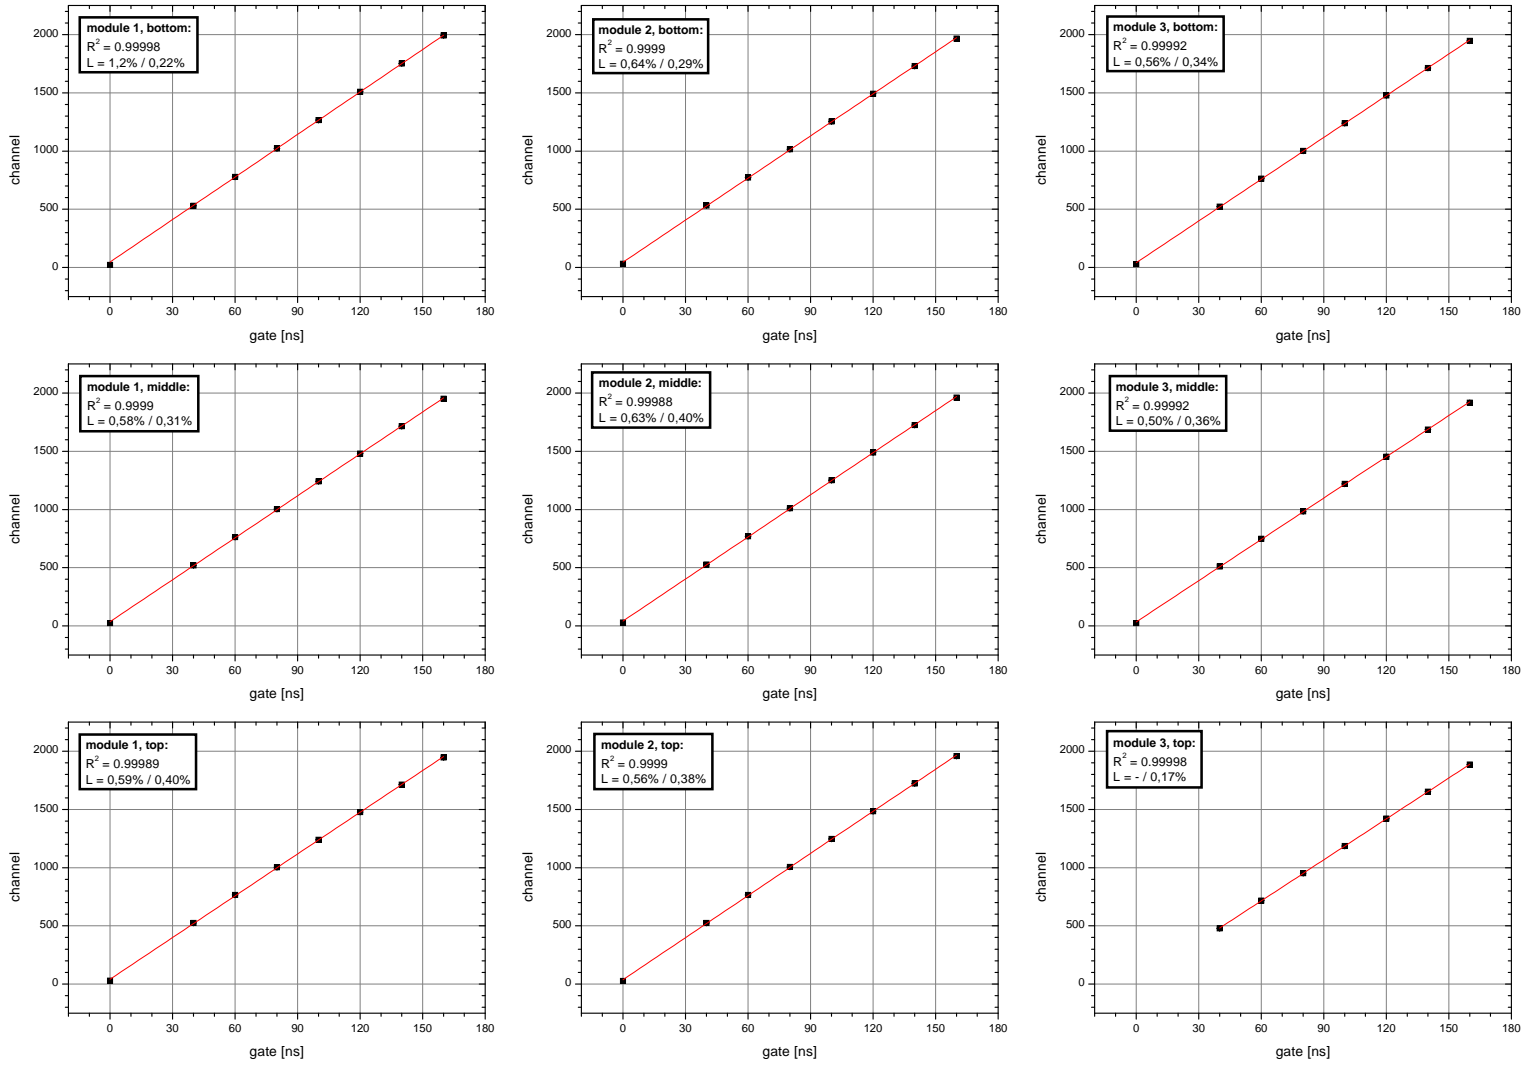 module 1, bottom:
R² = 0.99998
L = 1,2% / 0,22%
2000
1500
1000
500
0
channel
0 30 60 90 120 150 180
gate [ns]
module 2, bottom:
R² = 0.9999
L = 0,64% / 0,29%
2000
1500
1000
500
0
channel
0 30 60 90 120 150 180
gate [ns]
module 3, bottom:
R² = 0.99992
L = 0,56% / 0,34%
2000
1500
1000
500
0
channel
0 30 60 90 120 150 180
gate [ns]
module 1, middle:
R² = 0.9999
L = 0,58% / 0,31%
2000
1500
1000
500
0
channel
0 30 60 90 120 150 180
gate [ns]
module 2, middle:
R² = 0.99988
L = 0,63% / 0,40%
2000
1500
1000
500
0
channel
0 30 60 90 120 150 180
gate [ns]
module 3, middle:
R² = 0.99992
L = 0,50% / 0,36%
2000
1500
1000
500
0
channel
0 30 60 90 120 150 180
gate [ns]
module 1, top:
R² = 0.99989
L = 0,59% / 0,40%
2000
1500
1000
500
0
channel
0 30 60 90 120 150 180
gate [ns]
module 2, top:
R² = 0.9999
L = 0,56% / 0,38%
2000
1500
1000
500
0
channel
0 30 60 90 120 150 180
gate [ns]
module 3, top:
R² = 0.99998
L = - / 0,17%
2000
1500
1000
500
0
channel
0 30 60 90 120 150 180
gate [ns]